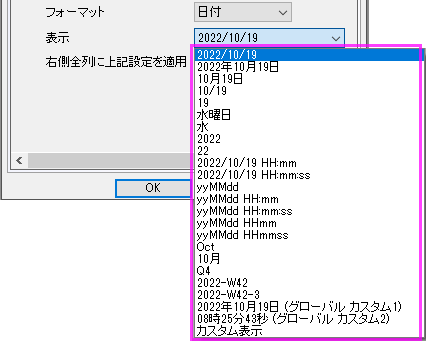 フォーマット 日付
表示 2022/10/19
右側全列に上記設定を適用
2022/10/19
2022年10月19日
10月19日
10/19
19
水曜日
水
2022
22
2022/10/19 HH:mm
2022/10/19 HH:mm:ss
yyMMdd
yyMMdd HH:mm
yyMMdd HH:mm:ss
yyMMdd HHmm
yyMMdd HHmmss
Oct
10月
Q4
2022-W42
2022-W42-3
2022年10月19日 (グローバル カスタム1)
08時25分43秒 (グローバル カスタム2)
カスタム表示
OK